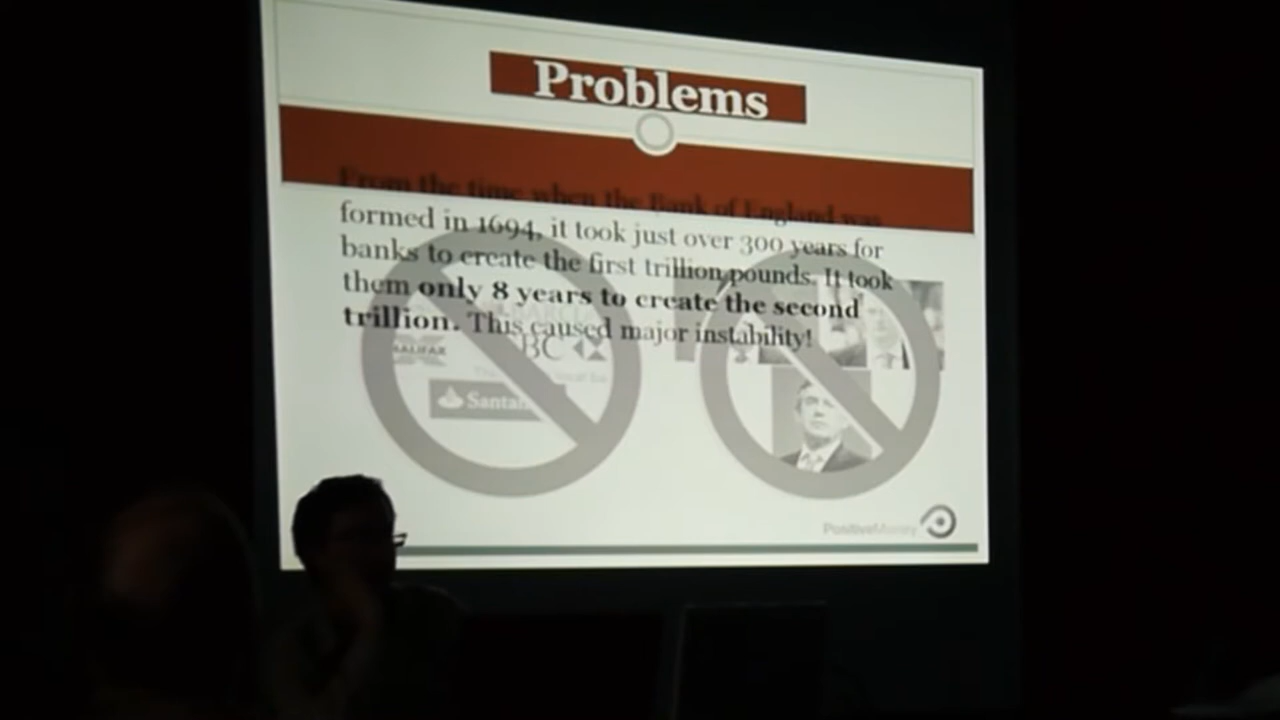 Problems
From the time when the Bank of England was
formed in 1694, it took just over 300 years for
banks to create the first trillion pounds. It took
them only 8 years to create the second
trillion. This caused major instability!
HALIFAX
BC
Santan
PositiveMoney